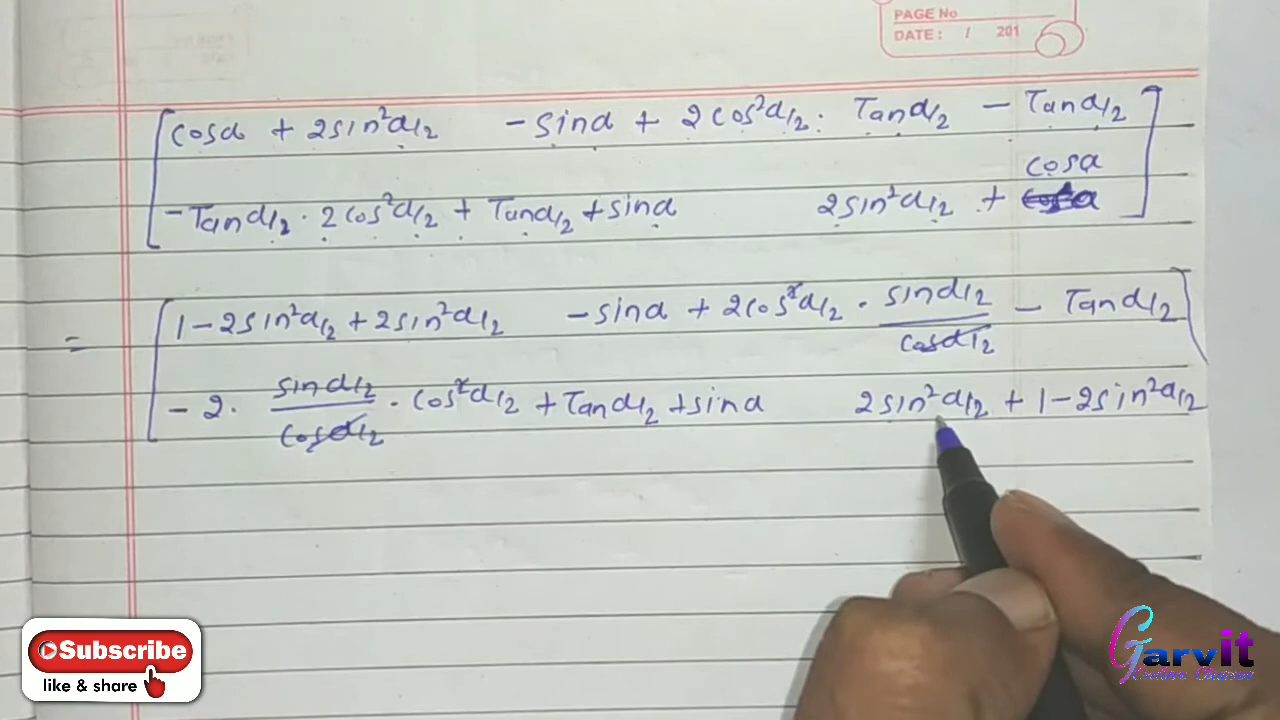 PAGE No
DATE : / 201
cosα + 2sin²α/2 - sinα + 2cos²α/2 . Tanα/2 - Tanα/2
cosα
- Tanα/2 . 2cos²α/2 + Tanα/2 + sinα 2sin²α/2 +
= 1 - 2sin²α/2 + 2sin²α/2 - sinα + 2cos²α/2 . sinα/2 / cosα/2 - Tanα/2
- 2 . sinα/2 / cosα/2 . cos²α/2 + Tanα/2 + sinα 2sin²α/2 + 1 - 2sin²α/2
Subscribe
like & share
Garvit
Online Classes